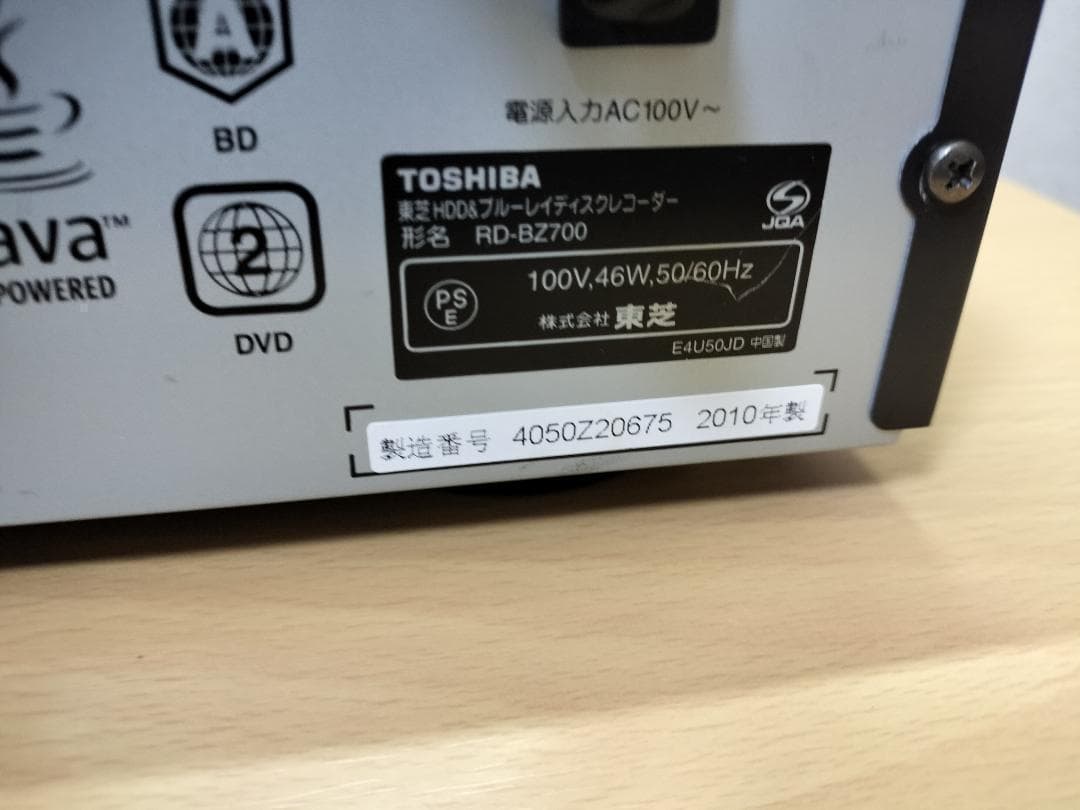 A
BD
電源入力AC100V～
ava™
POWERED
2
DVD
TOSHIBA
東芝HDD&ブルーレイディスクレコーダー
形名 RD-BZ700
JQA
PSE
100V,46W,50/60Hz
株式会社 東芝
E4U50JD 中国製
製造番号 4050Z20675 2010年製